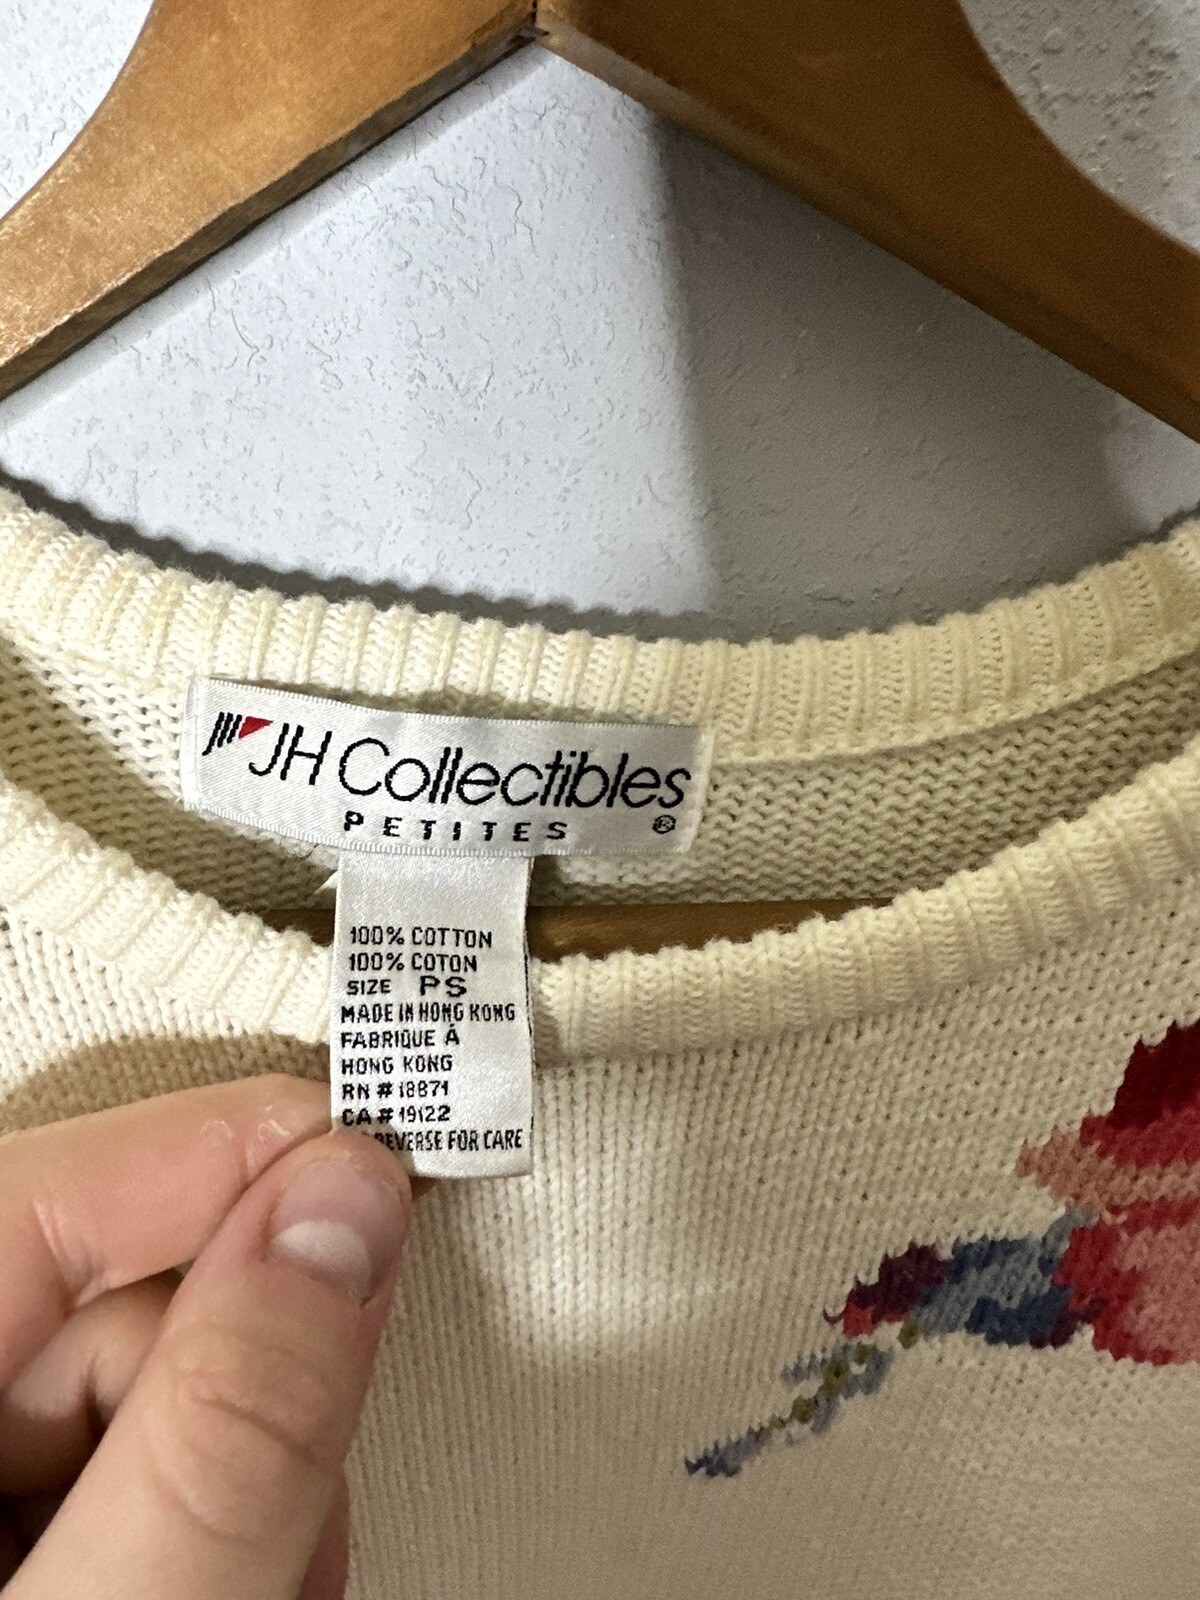 JH Collectibles
PETITES ®
100% COTTON
100% COTON
SIZE PS
MADE IN HONG KONG
FABRIQUE Á
HONG KONG
RN # 18871
CA # 19122
REVERSE FOR CARE